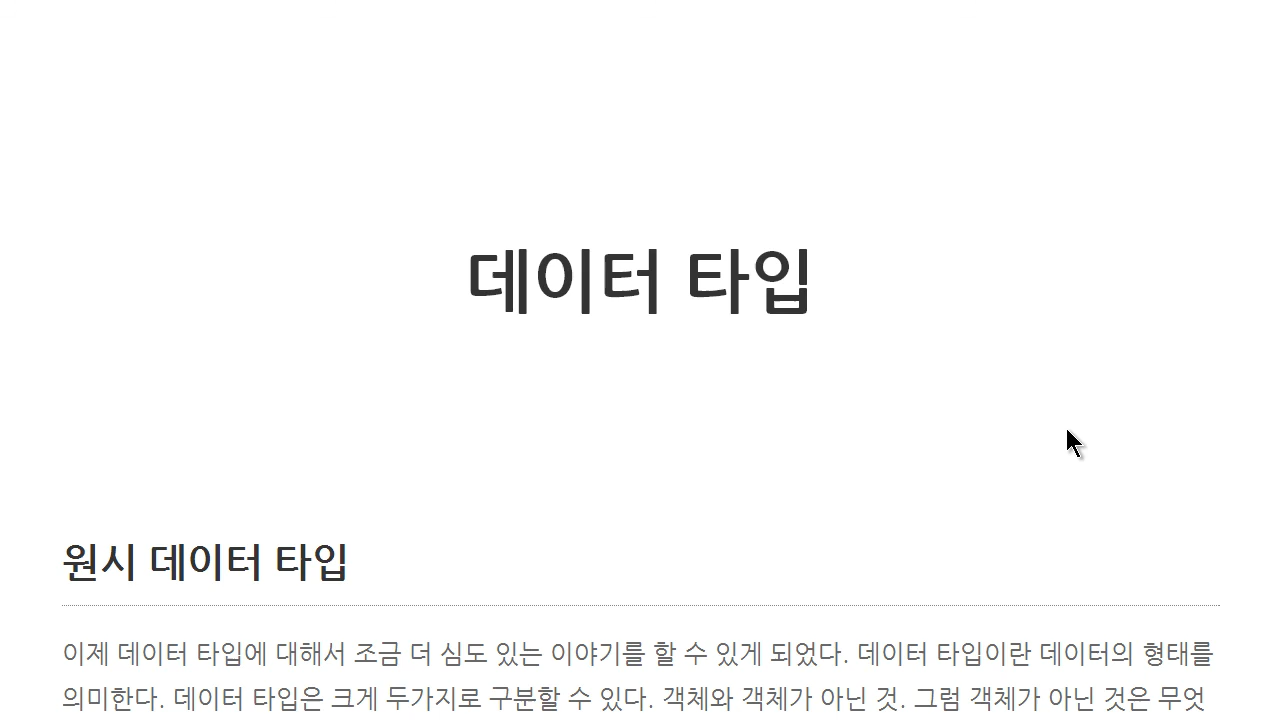 데이터 타입
원시 데이터 타입
이제 데이터 타입에 대해서 조금 더 심도 있는 이야기를 할 수 있게 되었다. 데이터 타입이란 데이터의 형태를
의미한다. 데이터 타입은 크게 두가지로 구분할 수 있다. 객체와 객체가 아닌 것. 그럼 객체가 아닌 것은 무엇